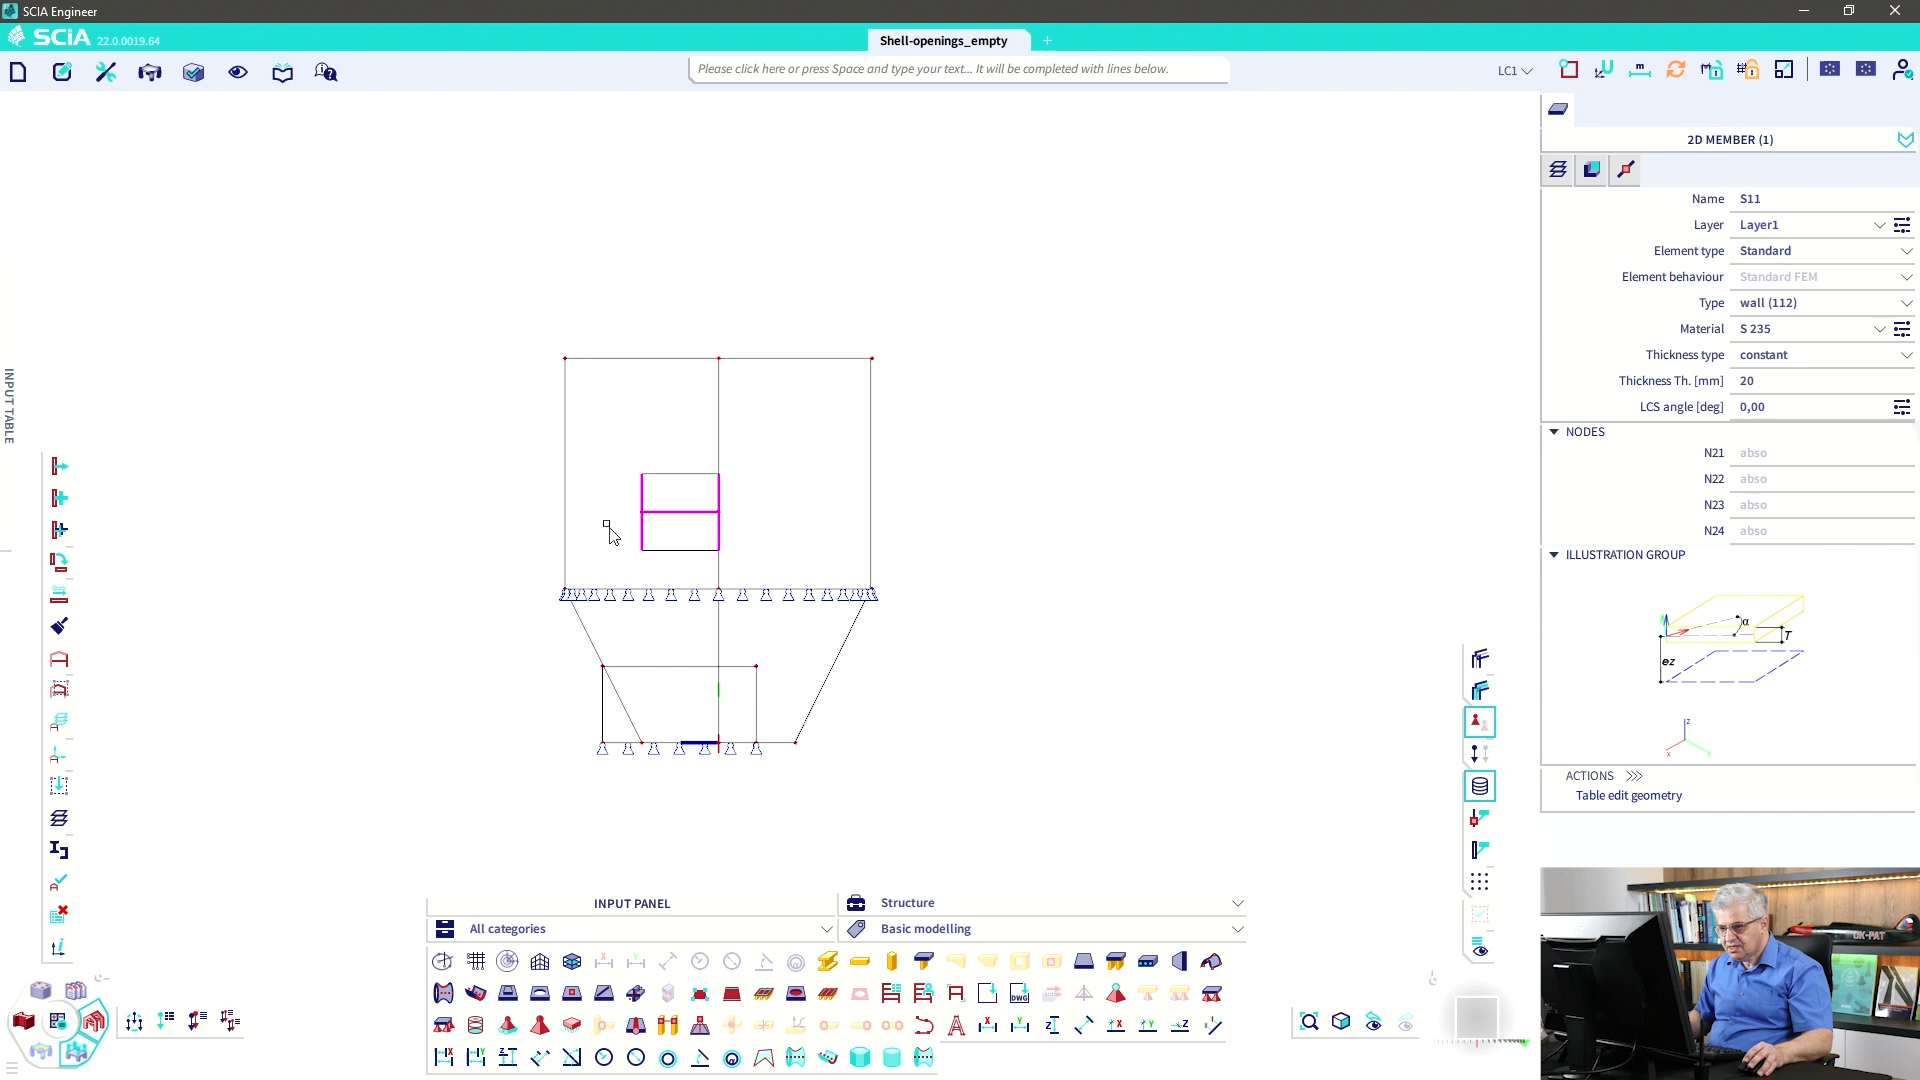 SCIA Engineer
SCiA 22.0.0019.64
Shell-openings_empty
Please click here or press Space and type your text... It will be completed with lines below.
LC1
2D MEMBER (1)
Name S11
Layer Layer1
Element type Standard
Element behaviour Standard FEM
Type wall (112)
Material S 235
Thickness type constant
Thickness Th. [mm] 20
LCS angle [deg] 0,00
NODES
N21 abso
N22 abso
N23 abso
N24 abso
ILLUSTRATION GROUP
α
T
ez
z
x
ACTIONS >>>
Table edit geometry
INPUT TABLE
INPUT PANEL
Structure
All categories
Basic modelling
DWG
OK-PAT